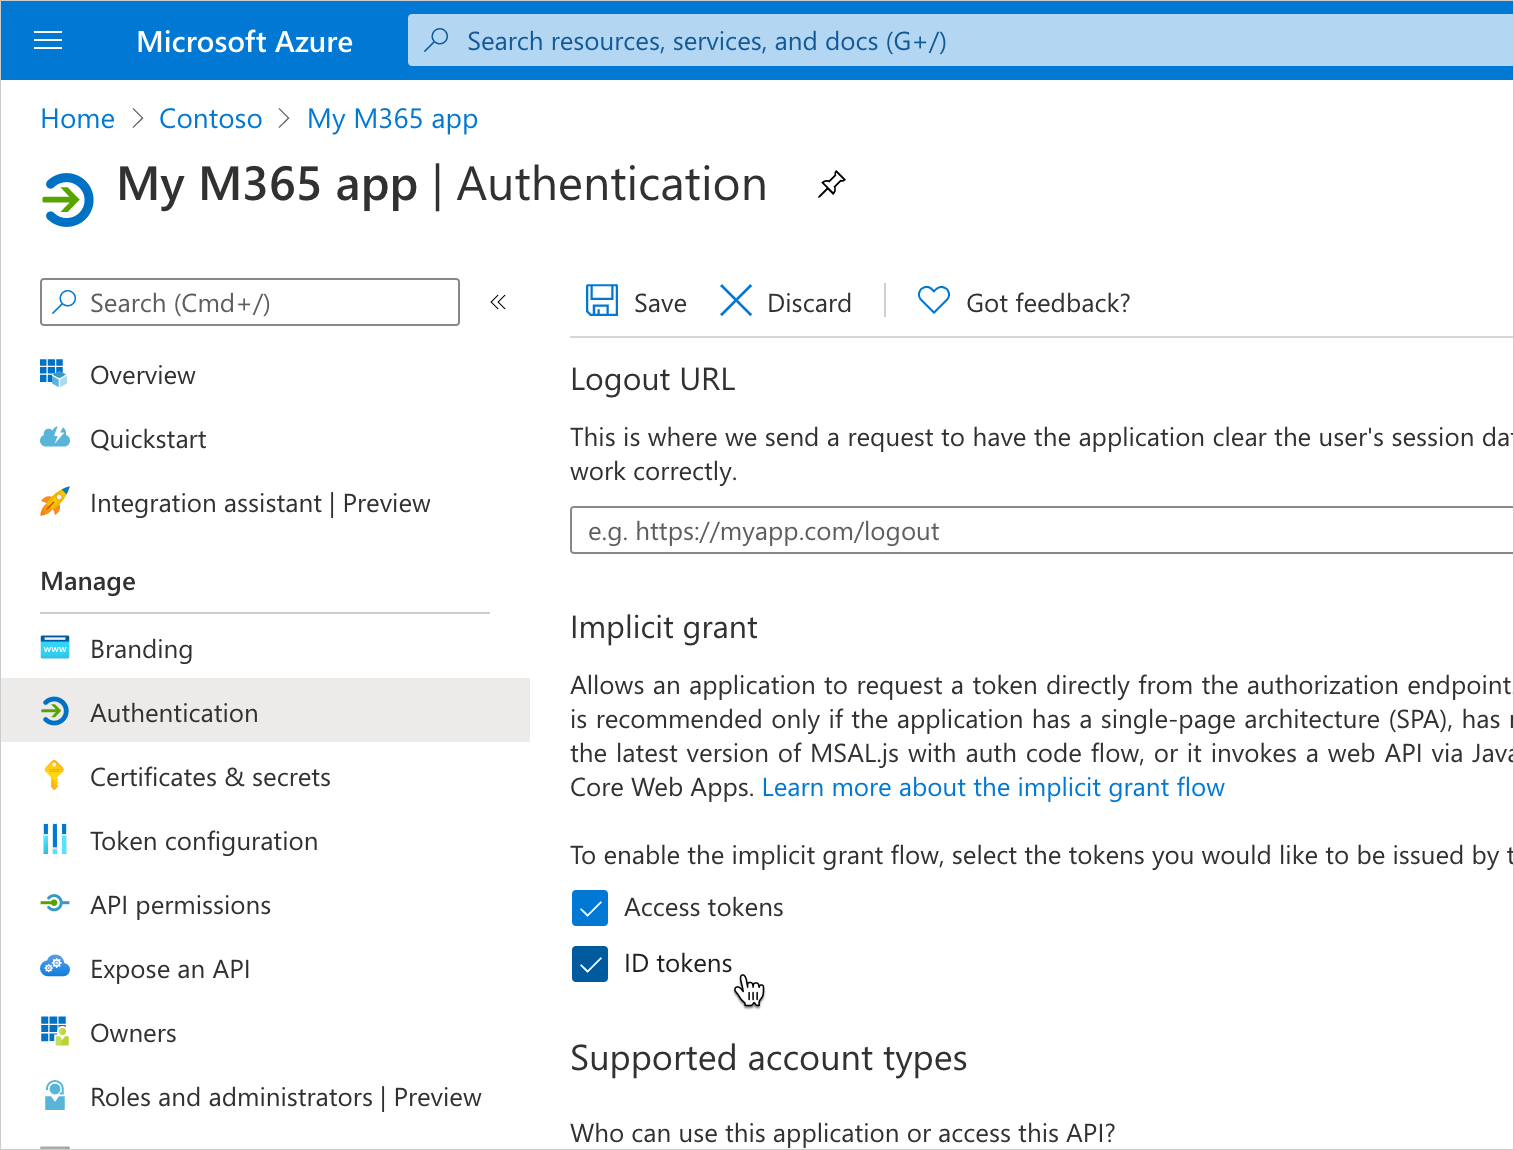 Microsoft Azure
Search resources, services, and docs (G+/)
Home > Contoso > My M365 app
My M365 app | Authentication
Search (Cmd+/)
Overview
Quickstart
Integration assistant | Preview
Manage
Branding
www
Authentication
Certificates & secrets
Token configuration
API permissions
Expose an API
Owners
Roles and administrators | Preview
Save
Discard
Got feedback?
Logout URL
This is where we send a request to have the application clear the user's session
work correctly.
e.g. https://myapp.com/logout
Implicit grant
Allows an application to request a token directly from the authorization endpoint.
is recommended only if the application has a single-page architecture (SPA), has
the latest version of MSAL.js with auth code flow, or it invokes a web API via
Core Web Apps. Learn more about the implicit grant flow
To enable the implicit grant flow, select the tokens you would like to be issued by
Access tokens
ID tokens
Supported account types
Who can use this application or access this API?